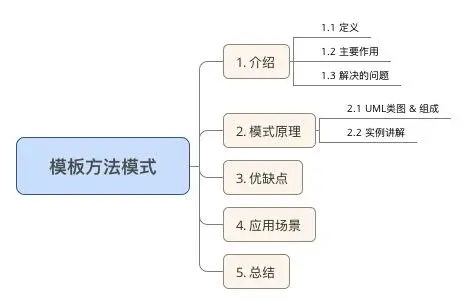 模板方法模式
1. 介绍
1.1 定义
1.2 主要作用
1.3 解决的问题
2. 模式原理
2.1 UML类图 & 组成
2.2 实例讲解
3. 优缺点
4. 应用场景
5. 总结